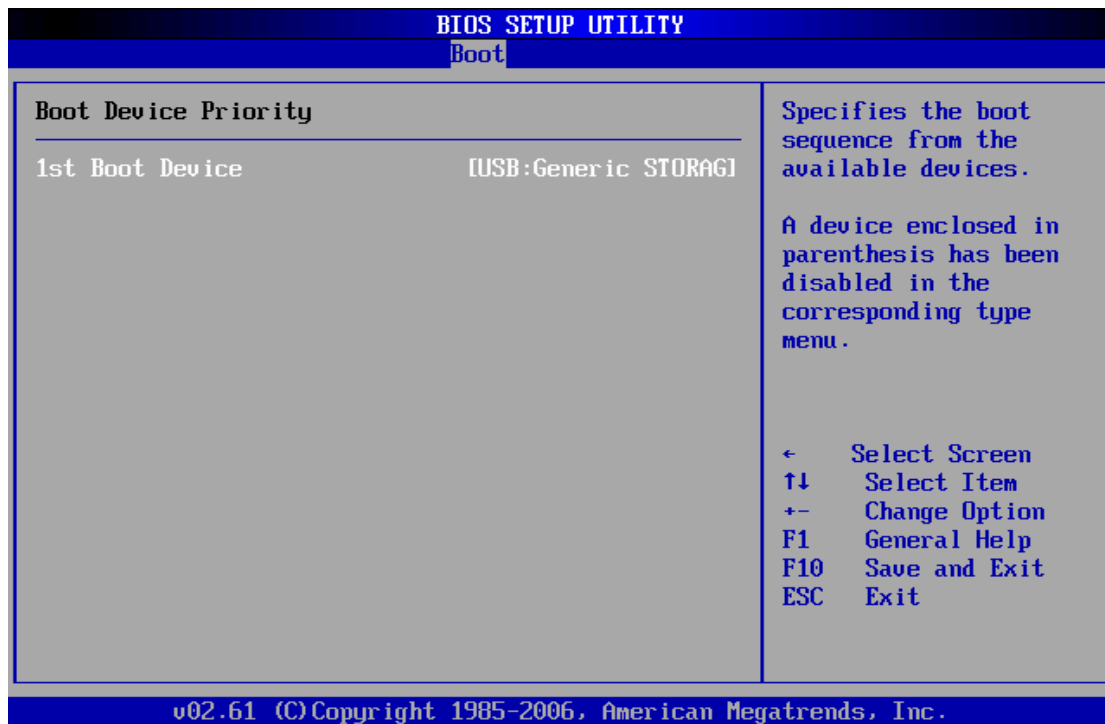 BIOS SETUP UTILITY
Boot
Boot Device Priority
1st Boot Device [USB:Generic STORAG]
Specifies the boot
sequence from the
available devices.
A device enclosed in
parenthesis has been
disabled in the
corresponding type
menu.
← Select Screen
↑↓ Select Item
+- Change Option
F1 General Help
F10 Save and Exit
ESC Exit
v02.61 (C)Copyright 1985-2006, American Megatrends, Inc.